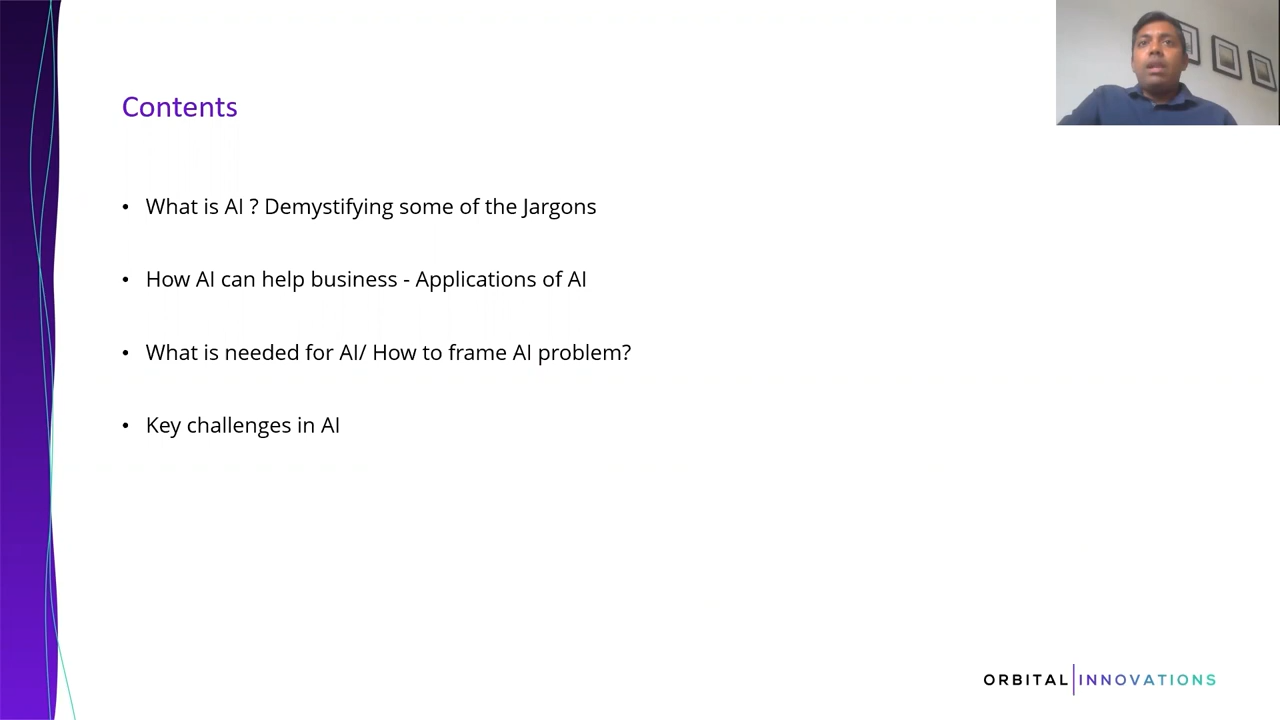 Contents
• What is AI ? Demystifying some of the Jargons
• How AI can help business - Applications of AI
• What is needed for AI/ How to frame AI problem?
• Key challenges in AI
ORBITAL|INNOVATIONS